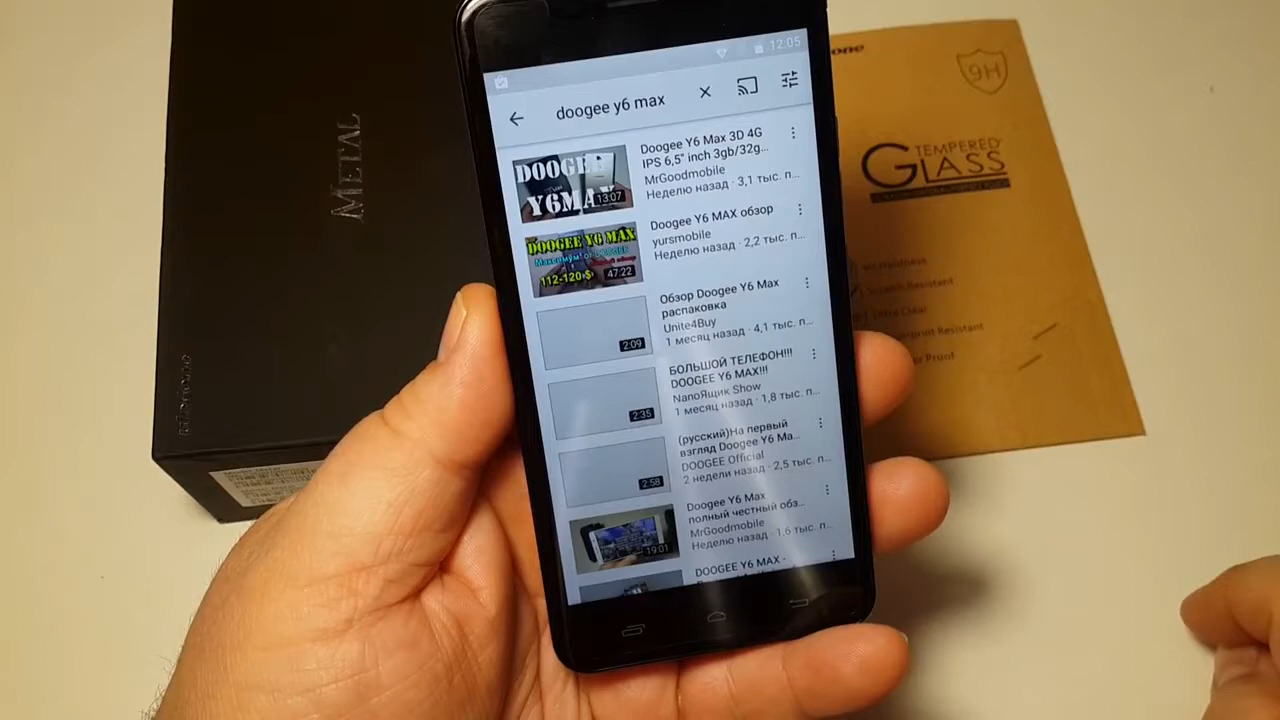 METAL
12:05
doogee y6 max
Doogee Y6 Max 3D 4G
IPS 6,5" inch 3gb/32g...
MrGoodmobile
Неделю назад · 3,1 тыс. п...
DOOGE
Y6MAX
13:07
Doogee Y6 MAX обзор
yursmobile
Неделю назад · 2,2 тыс. п...
DOOGEE Y6 MAX
112-120$
47:22
Обзор Doogee Y6 Max
распаковка
Unite4Buy
1 месяц назад · 4,1 тыс. п...
2:09
БОЛЬШОЙ ТЕЛЕФОН!!!
DOOGEE Y6 MAX!!!
NanoЯщик Show
1 месяц назад · 1,8 тыс. п...
2:35
(русский)На первый
взгляд Doogee Y6 Ma...
DOOGEE Official
2 недели назад · 2,5 тыс. п...
2:58
Doogee Y6 Max
полный честный обз...
MrGoodmobile
Неделю назад · 1,6 тыс. п...
19:01
DOOGEE Y6 MAX -
9H
TEMPERED
GLASS
Resistant
Clear
Resistant
Proof